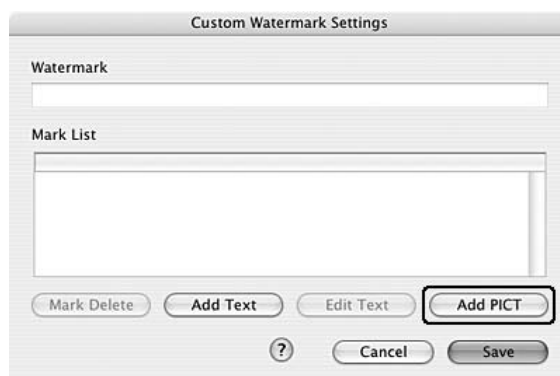 Custom Watermark Settings
Watermark
Mark List
Mark Delete Add Text Edit Text Add PICT
? Cancel Save